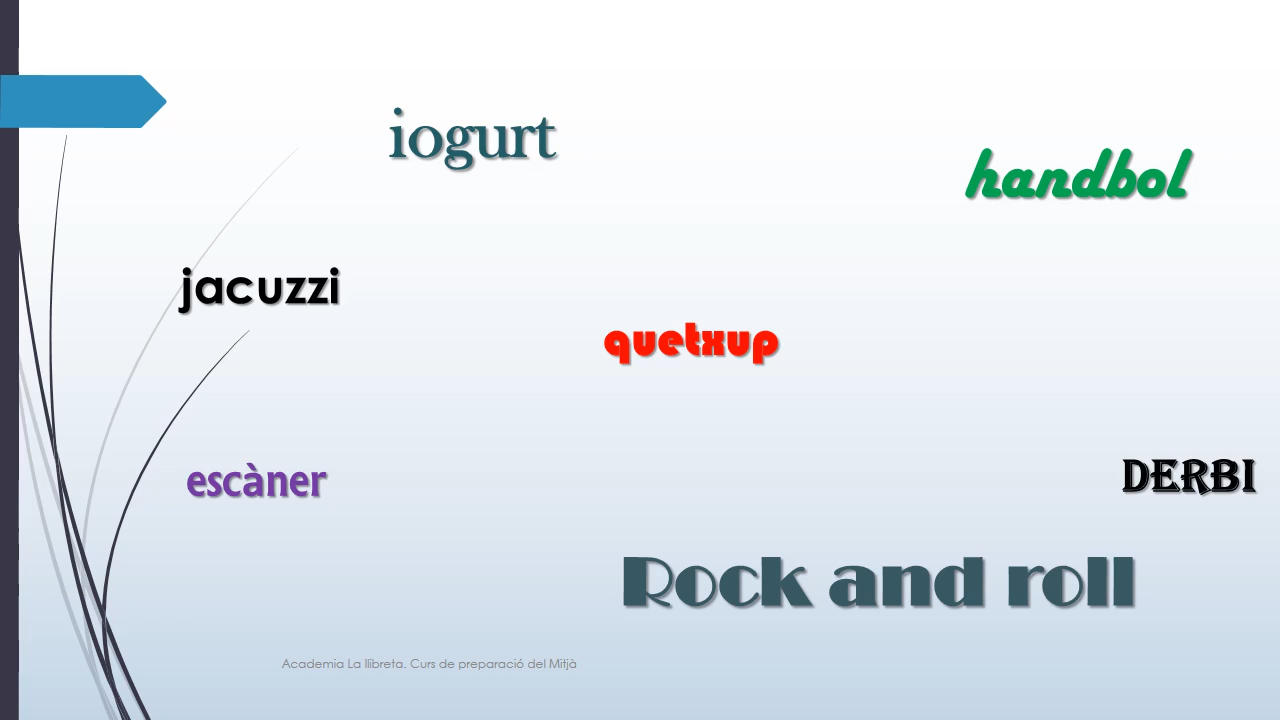 iogurt
handbol
jacuzzi
quetxup
escàner
DERBI
Rock and roll
Academia La llibreta. Curs de preparació del Mitjà